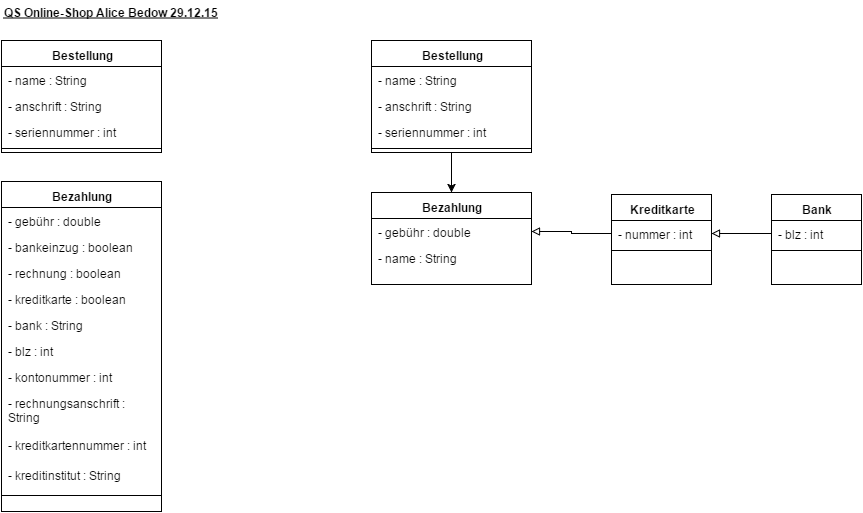 QS Online-Shop Alice Bedow 29.12.15
Bestellung
- name : String
- anschrift : String
- seriennummer : int
Bezahlung
- gebühr : double
- bankeinzug : boolean
- rechnung : boolean
- kreditkarte : boolean
- bank : String
- blz : int
- kontonummer : int
- rechnungsanschrift :
String
- kreditkartennummer : int
- kreditinstitut : String
Bestellung
- name : String
- anschrift : String
- seriennummer : int
Bezahlung
- gebühr : double
- name : String
Kreditkarte
- nummer : int
Bank
- blz : int